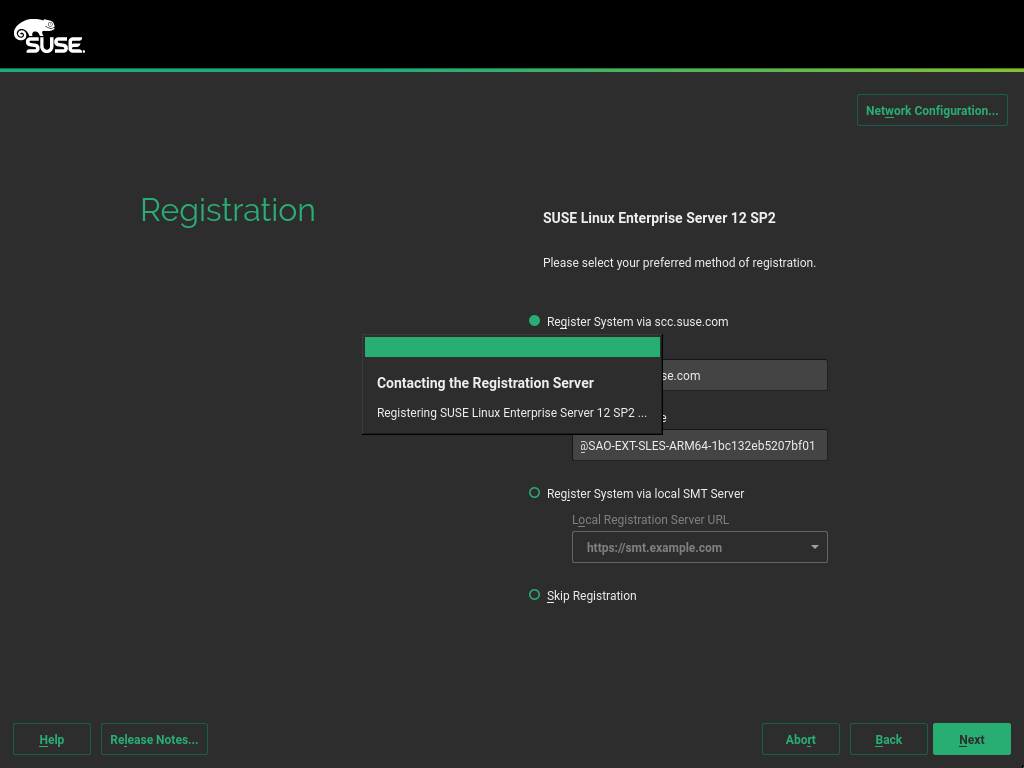 SUSE
Network Configuration...
Registration
SUSE Linux Enterprise Server 12 SP2
Please select your preferred method of registration.
Register System via scc.suse.com
se.com
Contacting the Registration Server
Registering SUSE Linux Enterprise Server 12 SP2 ...
e
@SAO-EXT-SLES-ARM64-1bc132eb5207bf01
Register System via local SMT Server
Local Registration Server URL
https://smt.example.com
Skip Registration
Help
Release Notes...
Abort
Back
Next